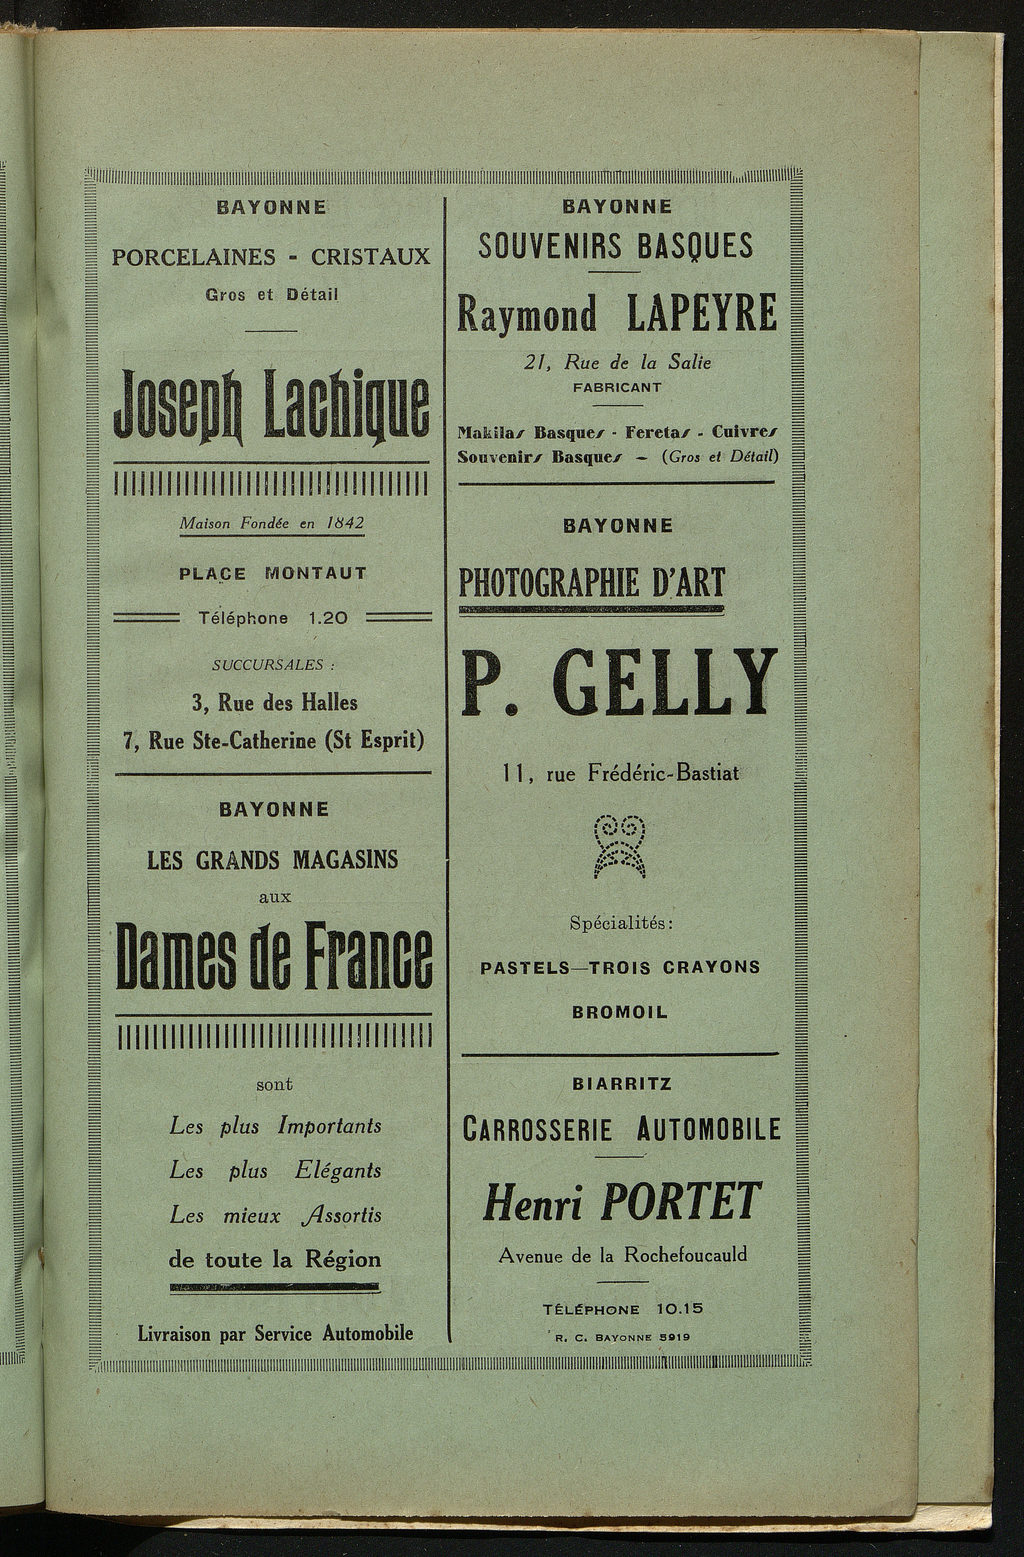 BAYONNE
PORCELAINES - CRISTAUX
Gros et Détail
Joseph Lachique
Maison Fondée en 1842
PLACE MONTAUT
Téléphone 1.20
SUCCURSALES :
3, Rue des Halles
7, Rue Ste-Catherine (St Esprit)
BAYONNE
LES GRANDS MAGASINS
aux
Dames de France
sont
Les plus Importants
Les plus Elégants
Les mieux Assortis
de toute la Région
Livraison par Service Automobile
BAYONNE
SOUVENIRS BASQUES
Raymond LAPEYRE
21, Rue de la Salie
FABRICANT
Makilas Basques - Feretas - Cuivres
Souvenirs Basques — (Gros et Détail)
BAYONNE
PHOTOGRAPHIE D'ART
P. GELLY
11, rue Frédéric-Bastiat
Spécialités:
PASTELS—TROIS CRAYONS
BROMOIL
BIARRITZ
CARROSSERIE AUTOMOBILE
Henri PORTET
Avenue de la Rochefoucauld
TÉLÉPHONE 10.15
R. C. BAYONNE 5919